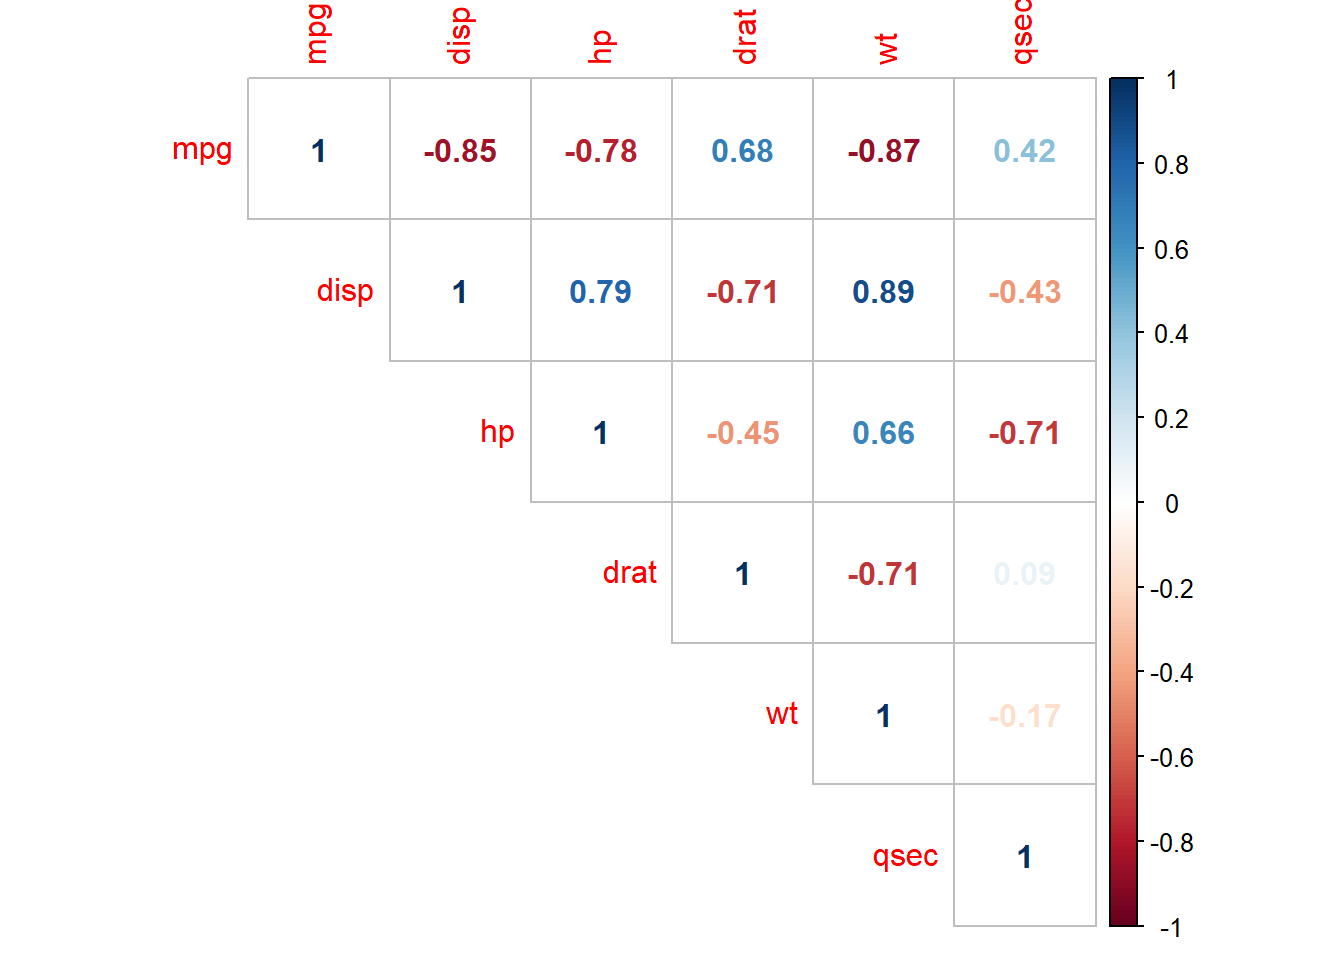 mpg disp hp drat wt qsec
mpg 1 -0.85 -0.78 0.68 -0.87 0.42
disp 1 0.79 -0.71 0.89 -0.43
hp 1 -0.45 0.66 -0.71
drat 1 -0.71 0.09
wt 1 -0.17
qsec 1
1
0.8
0.6
0.4
0.2
0
-0.2
-0.4
-0.6
-0.8
-1